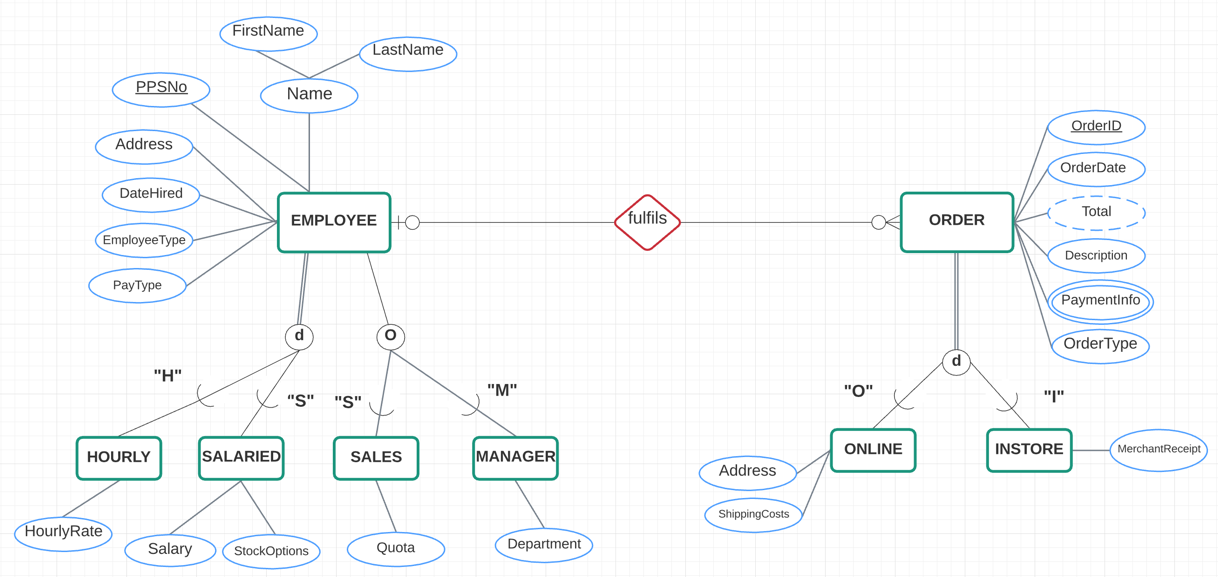 FirstName
LastName
PPSNo
Name
Address
DateHired
EmployeeType
PayType
EMPLOYEE
fulfils
ORDER
OrderID
OrderDate
Total
Description
PaymentInfo
OrderType
d
O
d
"H"
"S"
"S"
"M"
"O"
"I"
HOURLY
SALARIED
SALES
MANAGER
ONLINE
INSTORE
MerchantReceipt
Address
ShippingCosts
HourlyRate
Salary
StockOptions
Quota
Department